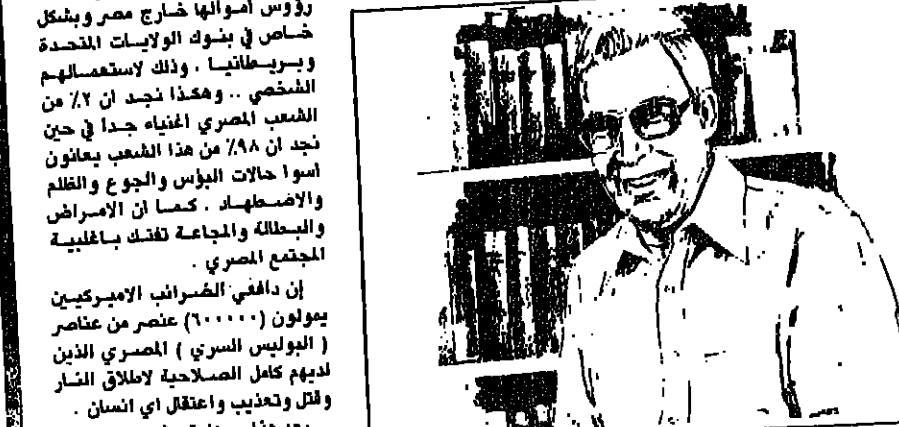 رؤوس أموالها خارج مصر وبشكل
خاص في بنوك الولايات المتحدة
وبريطانيا ، وذلك لاستعمالهم
الشخصي .. وهكذا نجد ان ٢٪ من
الشعب المصري اغنياء جداً في حين
نجد ان ٩٨٪ من هذا الشعب يعانون
أسوا حالات البؤس والجوع والظلم
والاضطهاد . كما ان الامراض
والبطالة والمجاعة تفتك باغلبية
المجتمع المصري .
إن دافعي الضرائب الاميركيين
يمولون (٦٠٠٠٠٠) عنصر من عناصر
( البوليس السري ) المصري الذين
لديهم كامل الصلاحية لاطلاق النار
وقتل وتعذيب واعتقال اي انسان .